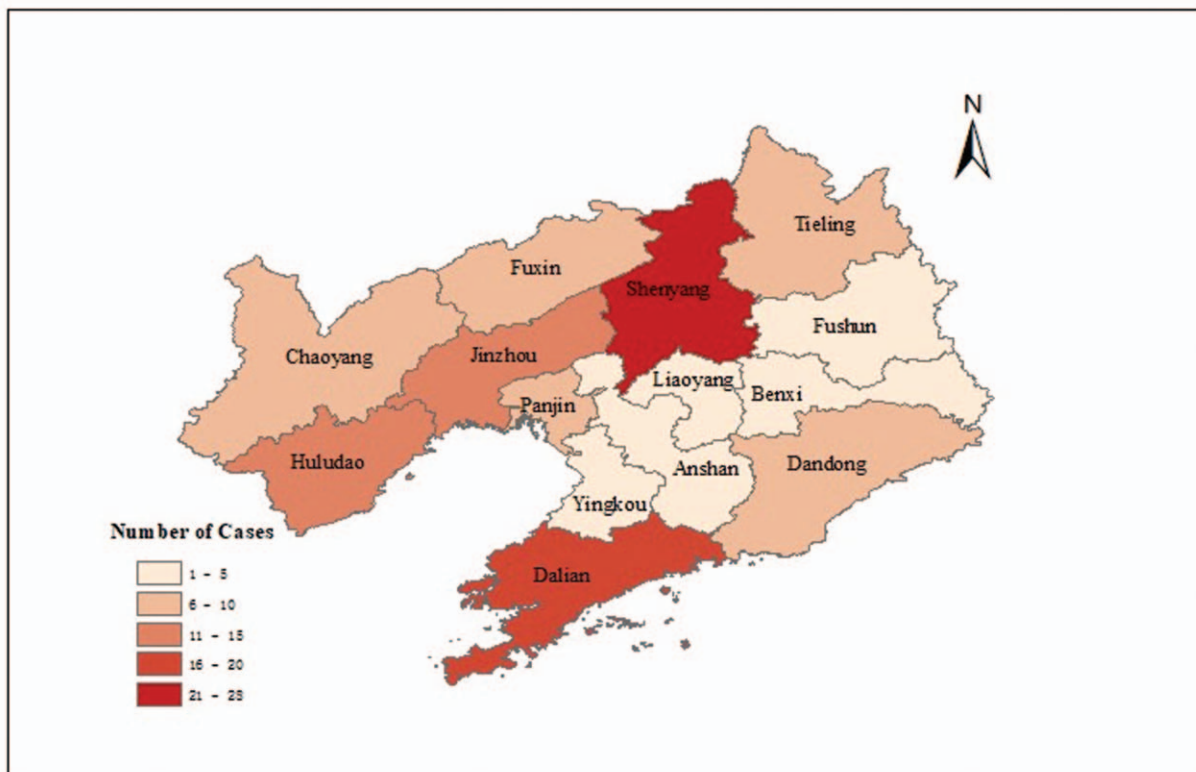 N
Tieling
Fuxin
Shenyang
Fushun
Chaoyang
Jinzhou
Liaoyang
Benxi
Panjin
Huludao
Anshan
Dandong
Yingkou
Dalian
Number of Cases
1 - 5
6 - 10
11 - 15
16 - 20
21 -